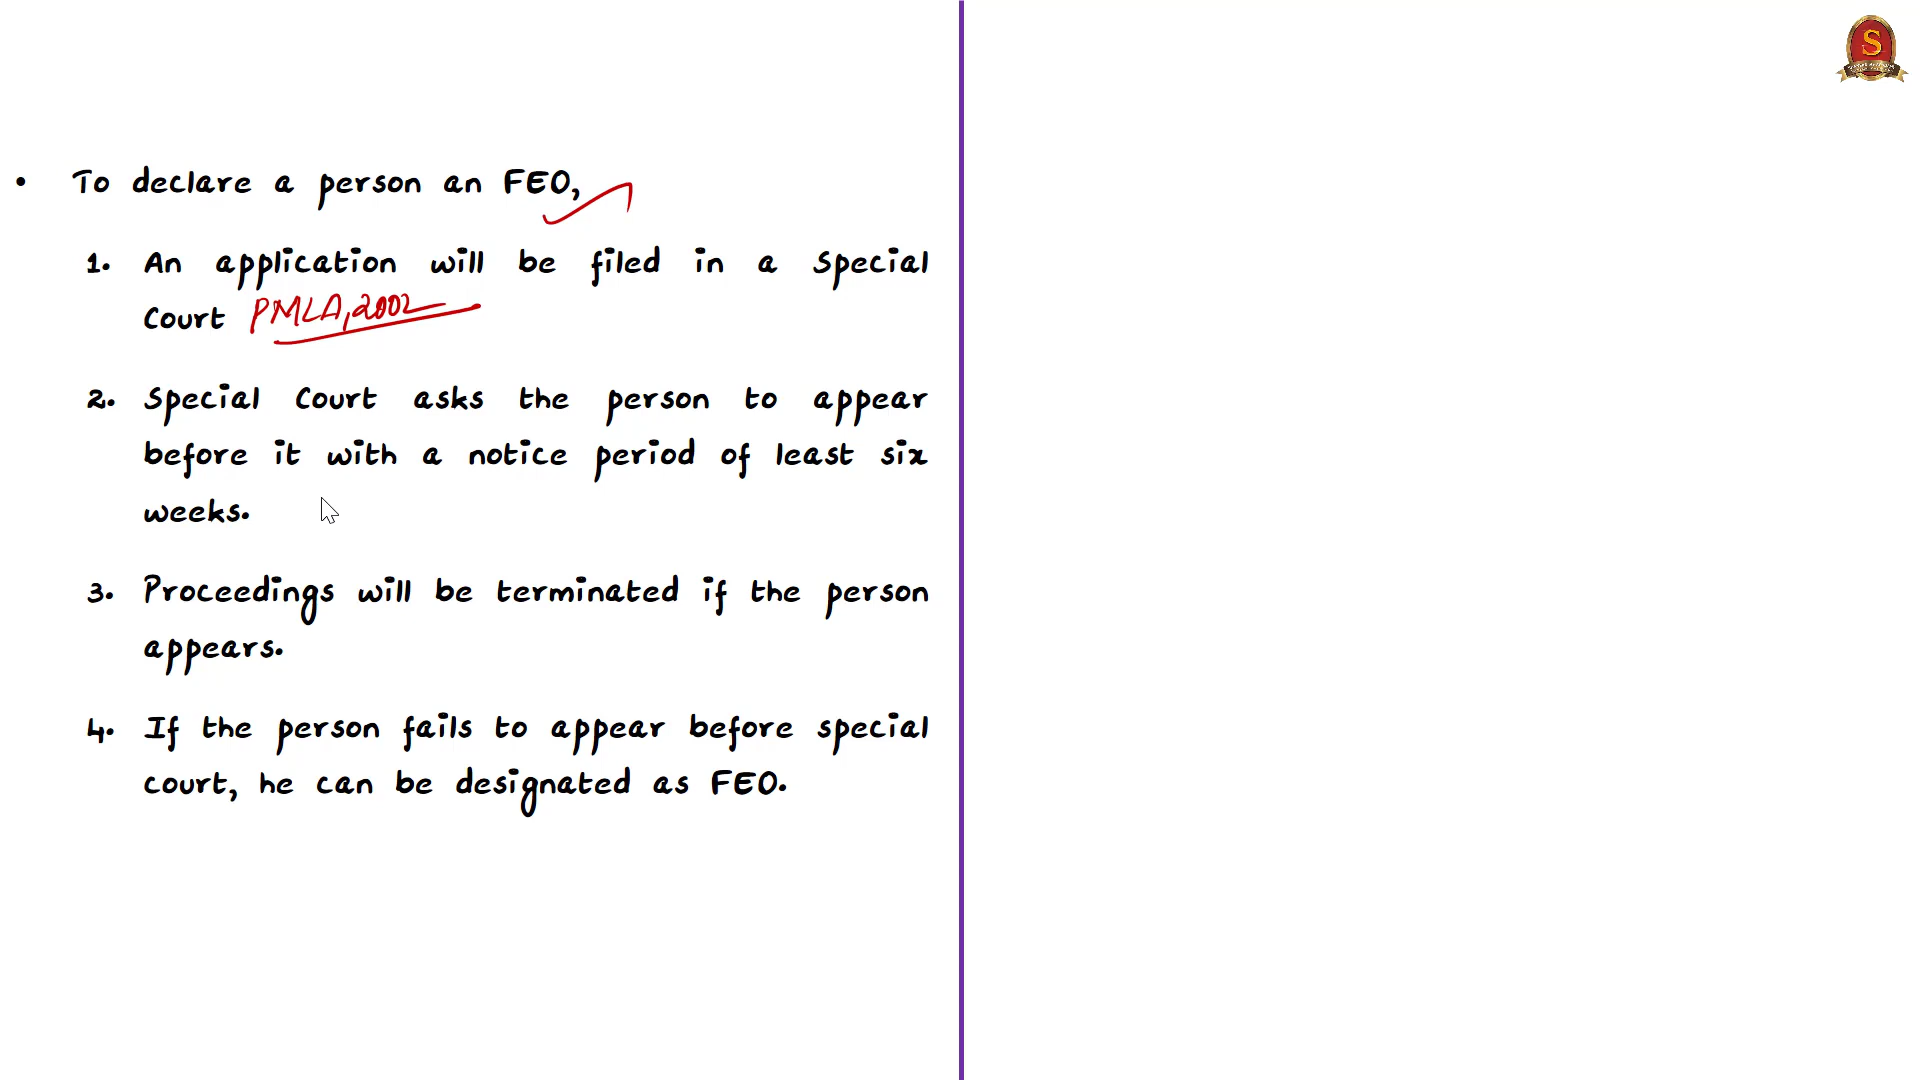 • To declare a person an FEO,
1. An application will be filed in a Special
Court PMLA, 2002
2. Special Court asks the person to appear
before it with a notice period of least six
weeks.
3. Proceedings will be terminated if the person
appears.
4. If the person fails to appear before special
court, he can be designated as FEO.
S